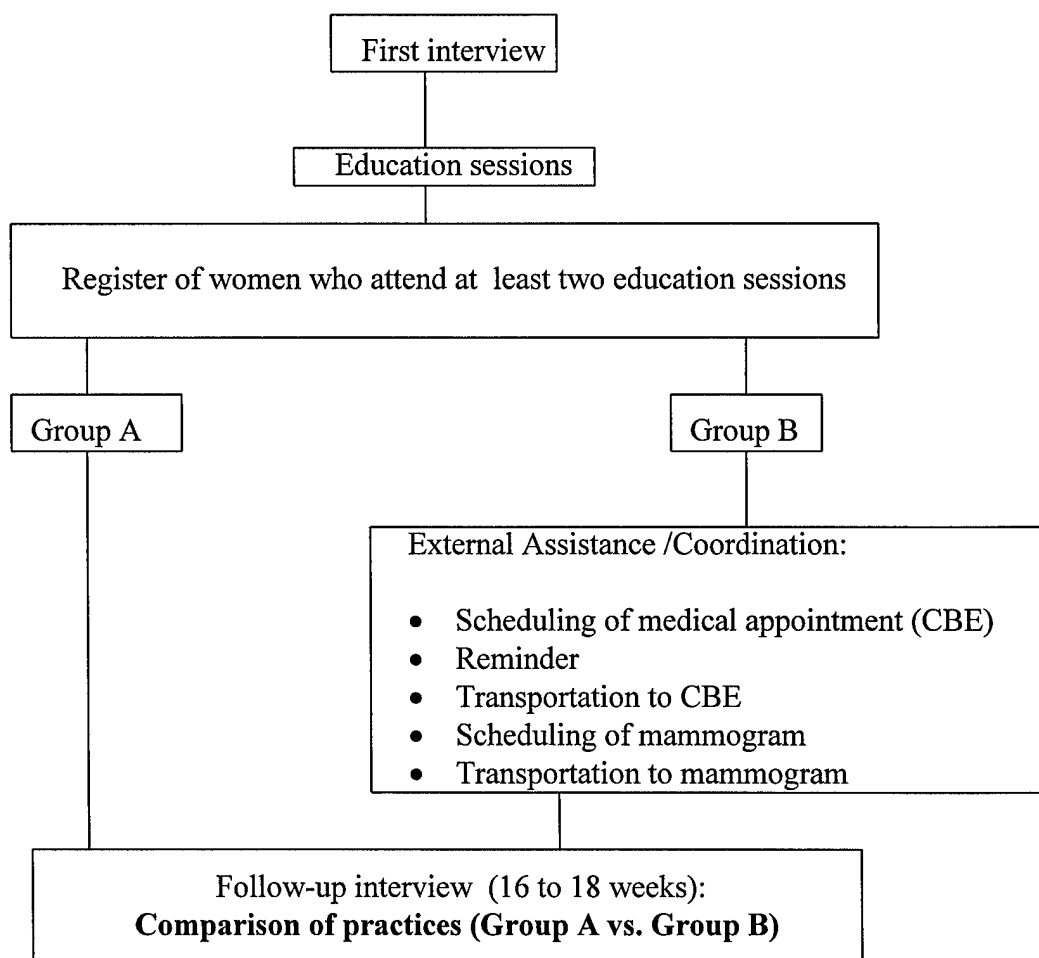 First interview
Education sessions
Register of women who attend at least two education sessions
Group A
Group B
External Assistance /Coordination:
• Scheduling of medical appointment (CBE)
• Reminder
• Transportation to CBE
• Scheduling of mammogram
• Transportation to mammogram
Follow-up interview (16 to 18 weeks):
Comparison of practices (Group A vs. Group B)